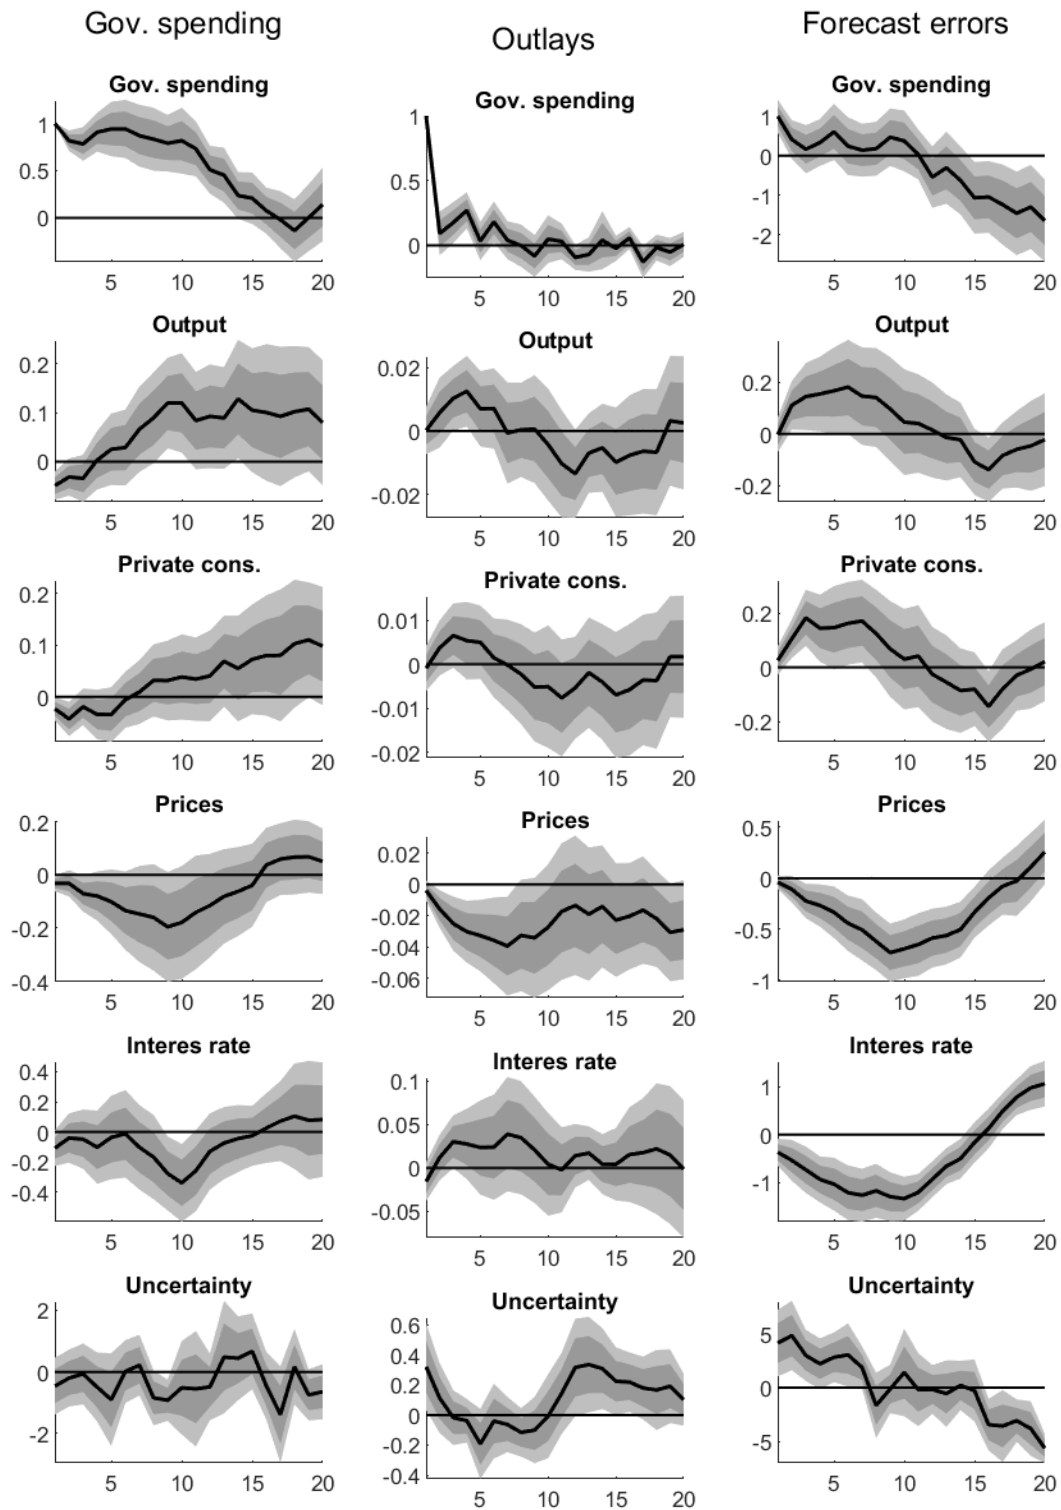 Gov. spending
Outlays
Forecast errors
Gov. spending
1
0.5
0
5 10 15 20
Gov. spending
1
0.5
0
5 10 15 20
Gov. spending
1
0
-1
-2
5 10 15 20
Output
0.2
0.1
0
5 10 15 20
Output
0.02
0
-0.02
5 10 15 20
Output
0.2
0
-0.2
5 10 15 20
Private cons.
0.2
0.1
0
5 10 15 20
Private cons.
0.01
0
-0.01
-0.02
5 10 15 20
Private cons.
0.2
0
-0.2
5 10 15 20
Prices
0.2
0
-0.2
-0.4
5 10 15 20
Prices
0.02
0
-0.02
-0.04
-0.06
5 10 15 20
Prices
0.5
0
-0.5
-1
5 10 15 20
Interes rate
0.4
0.2
0
-0.2
-0.4
5 10 15 20
Interes rate
0.1
0.05
0
-0.05
5 10 15 20
Interes rate
1
0
-1
5 10 15 20
Uncertainty
2
0
-2
5 10 15 20
Uncertainty
0.6
0.4
0.2
0
-0.2
-0.4
5 10 15 20
Uncertainty
5
0
-5
5 10 15 20